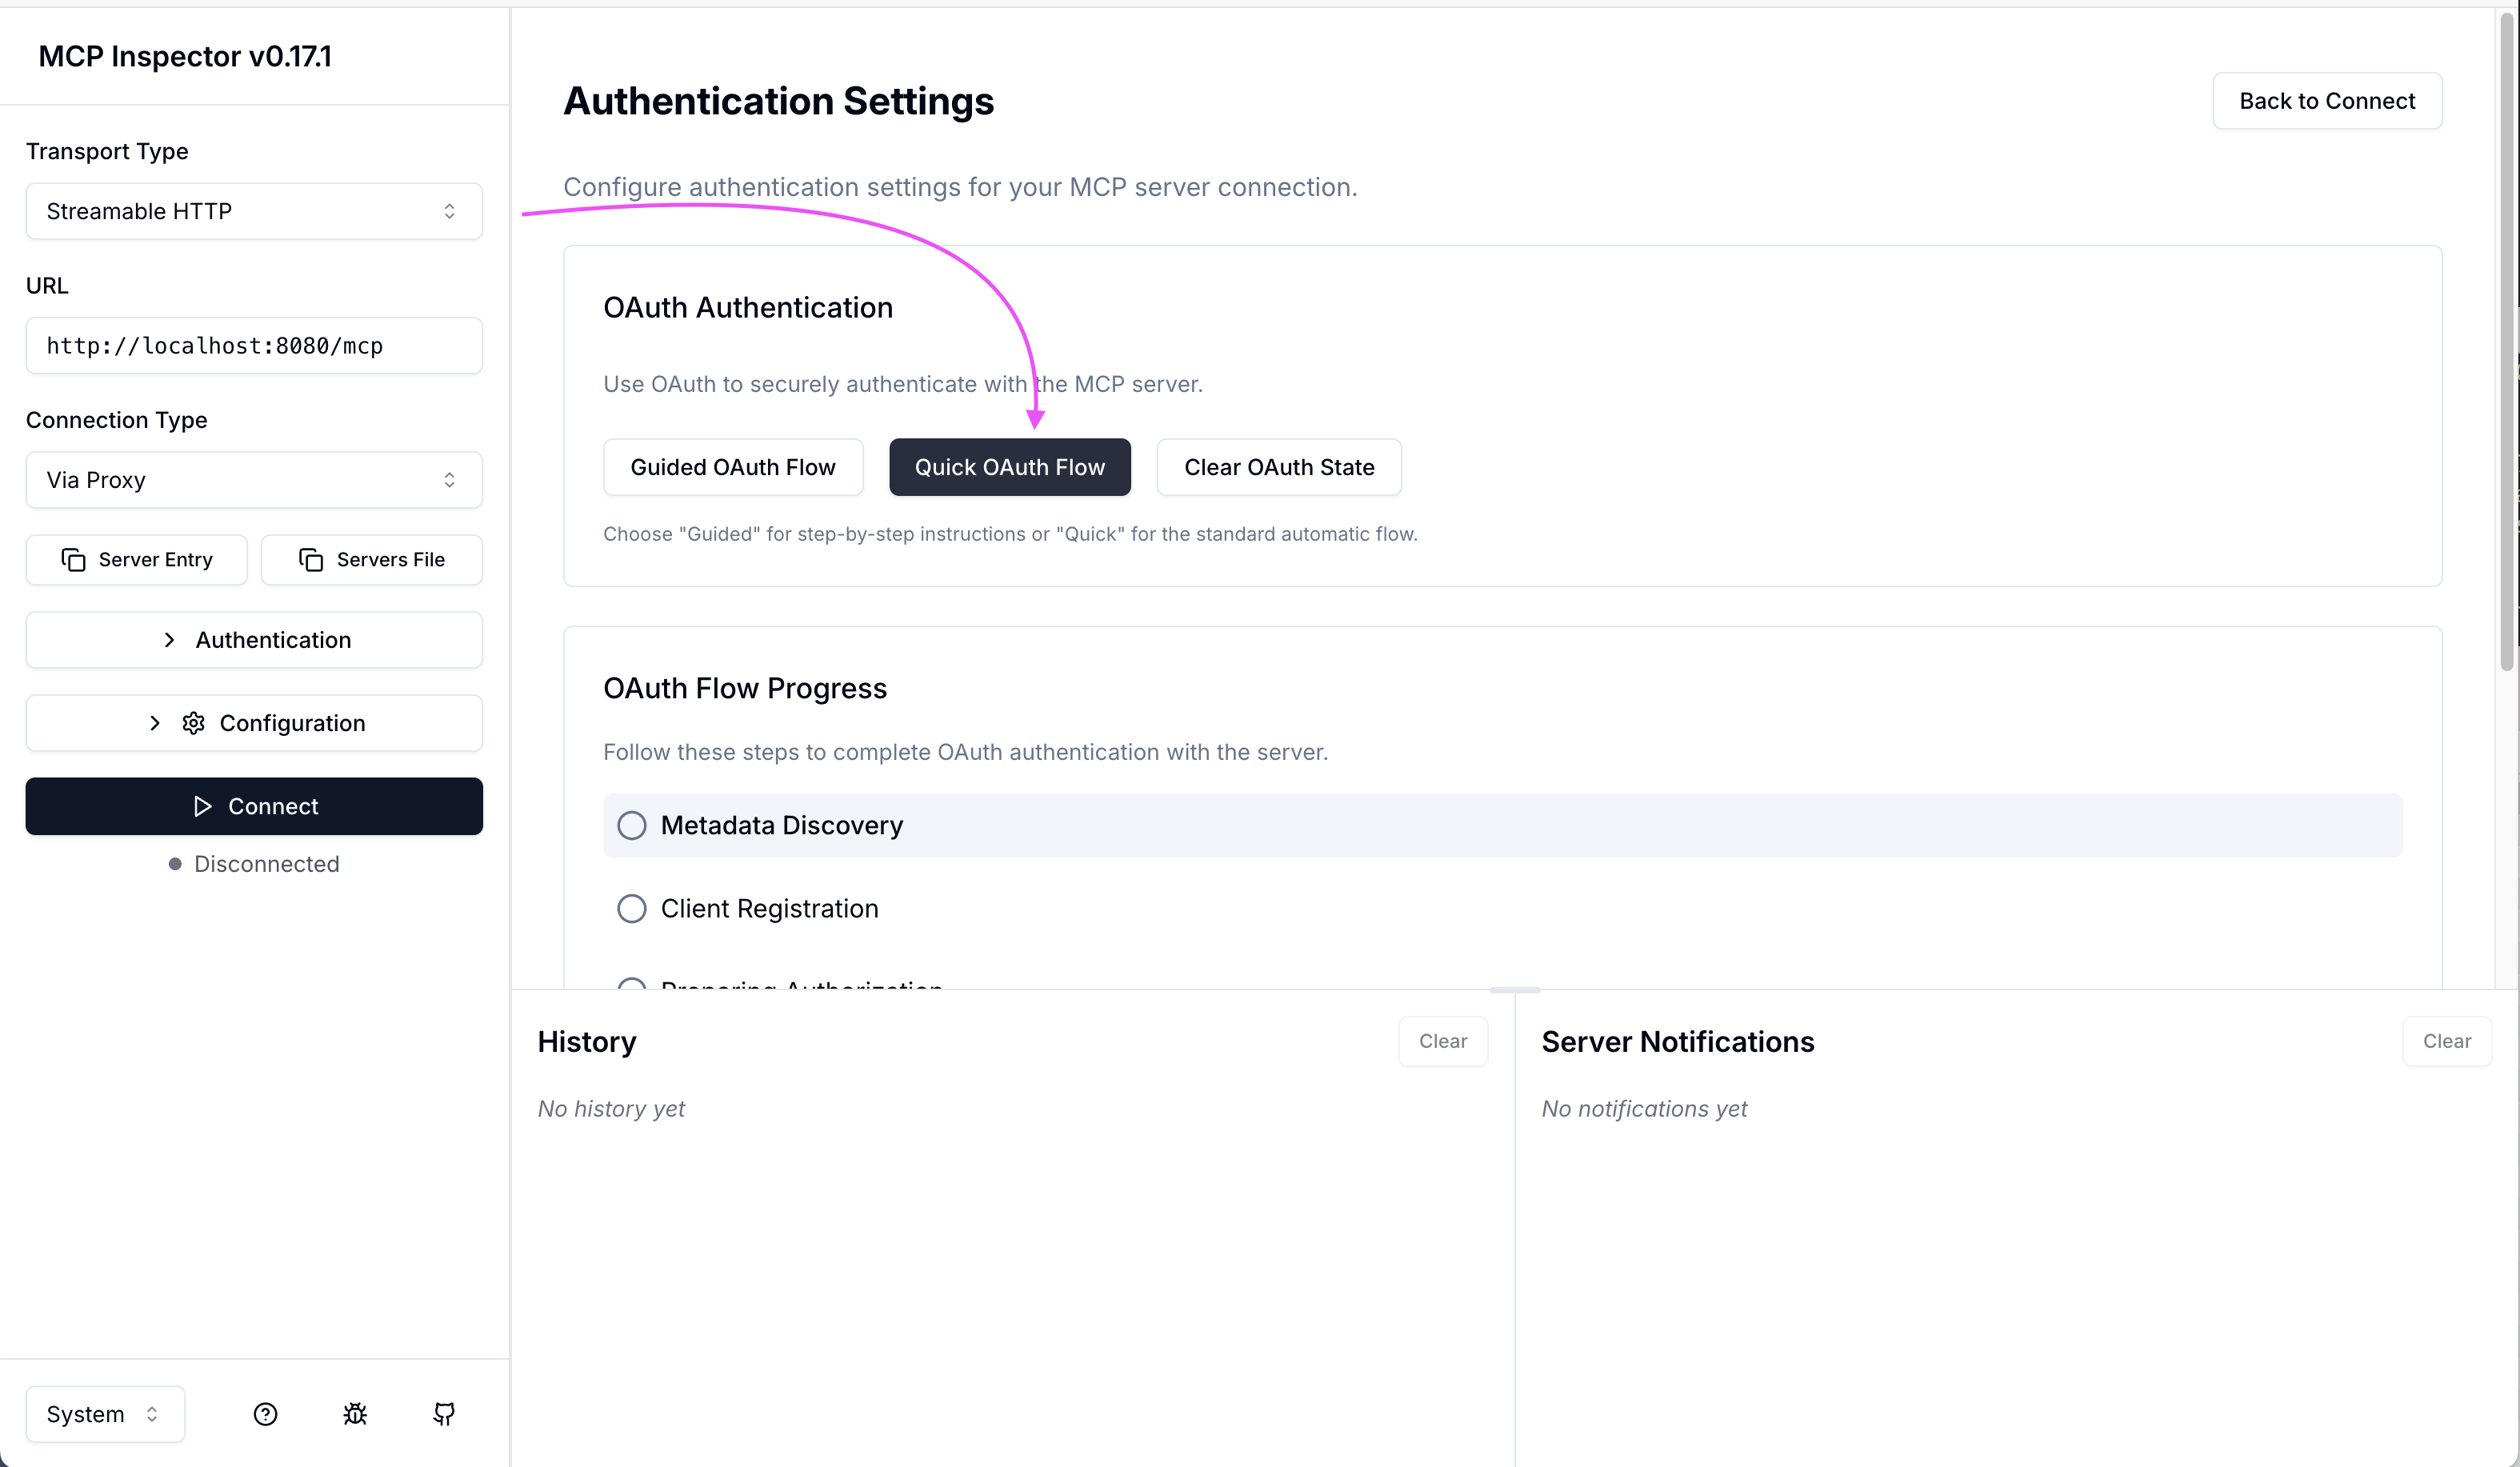 MCP Inspector v0.17.1
Transport Type
Streamable HTTP
URL
http://localhost:8080/mcp
Connection Type
Via Proxy
Server Entry
Servers File
Authentication
Configuration
Connect
Disconnected
System
Authentication Settings
Back to Connect
Configure authentication settings for your MCP server connection.
OAuth Authentication
Use OAuth to securely authenticate with the MCP server.
Guided OAuth Flow
Quick OAuth Flow
Clear OAuth State
Choose "Guided" for step-by-step instructions or "Quick" for the standard automatic flow.
OAuth Flow Progress
Follow these steps to complete OAuth authentication with the server.
Metadata Discovery
Client Registration
Preparing Authorization
History
Clear
No history yet
Server Notifications
Clear
No notifications yet